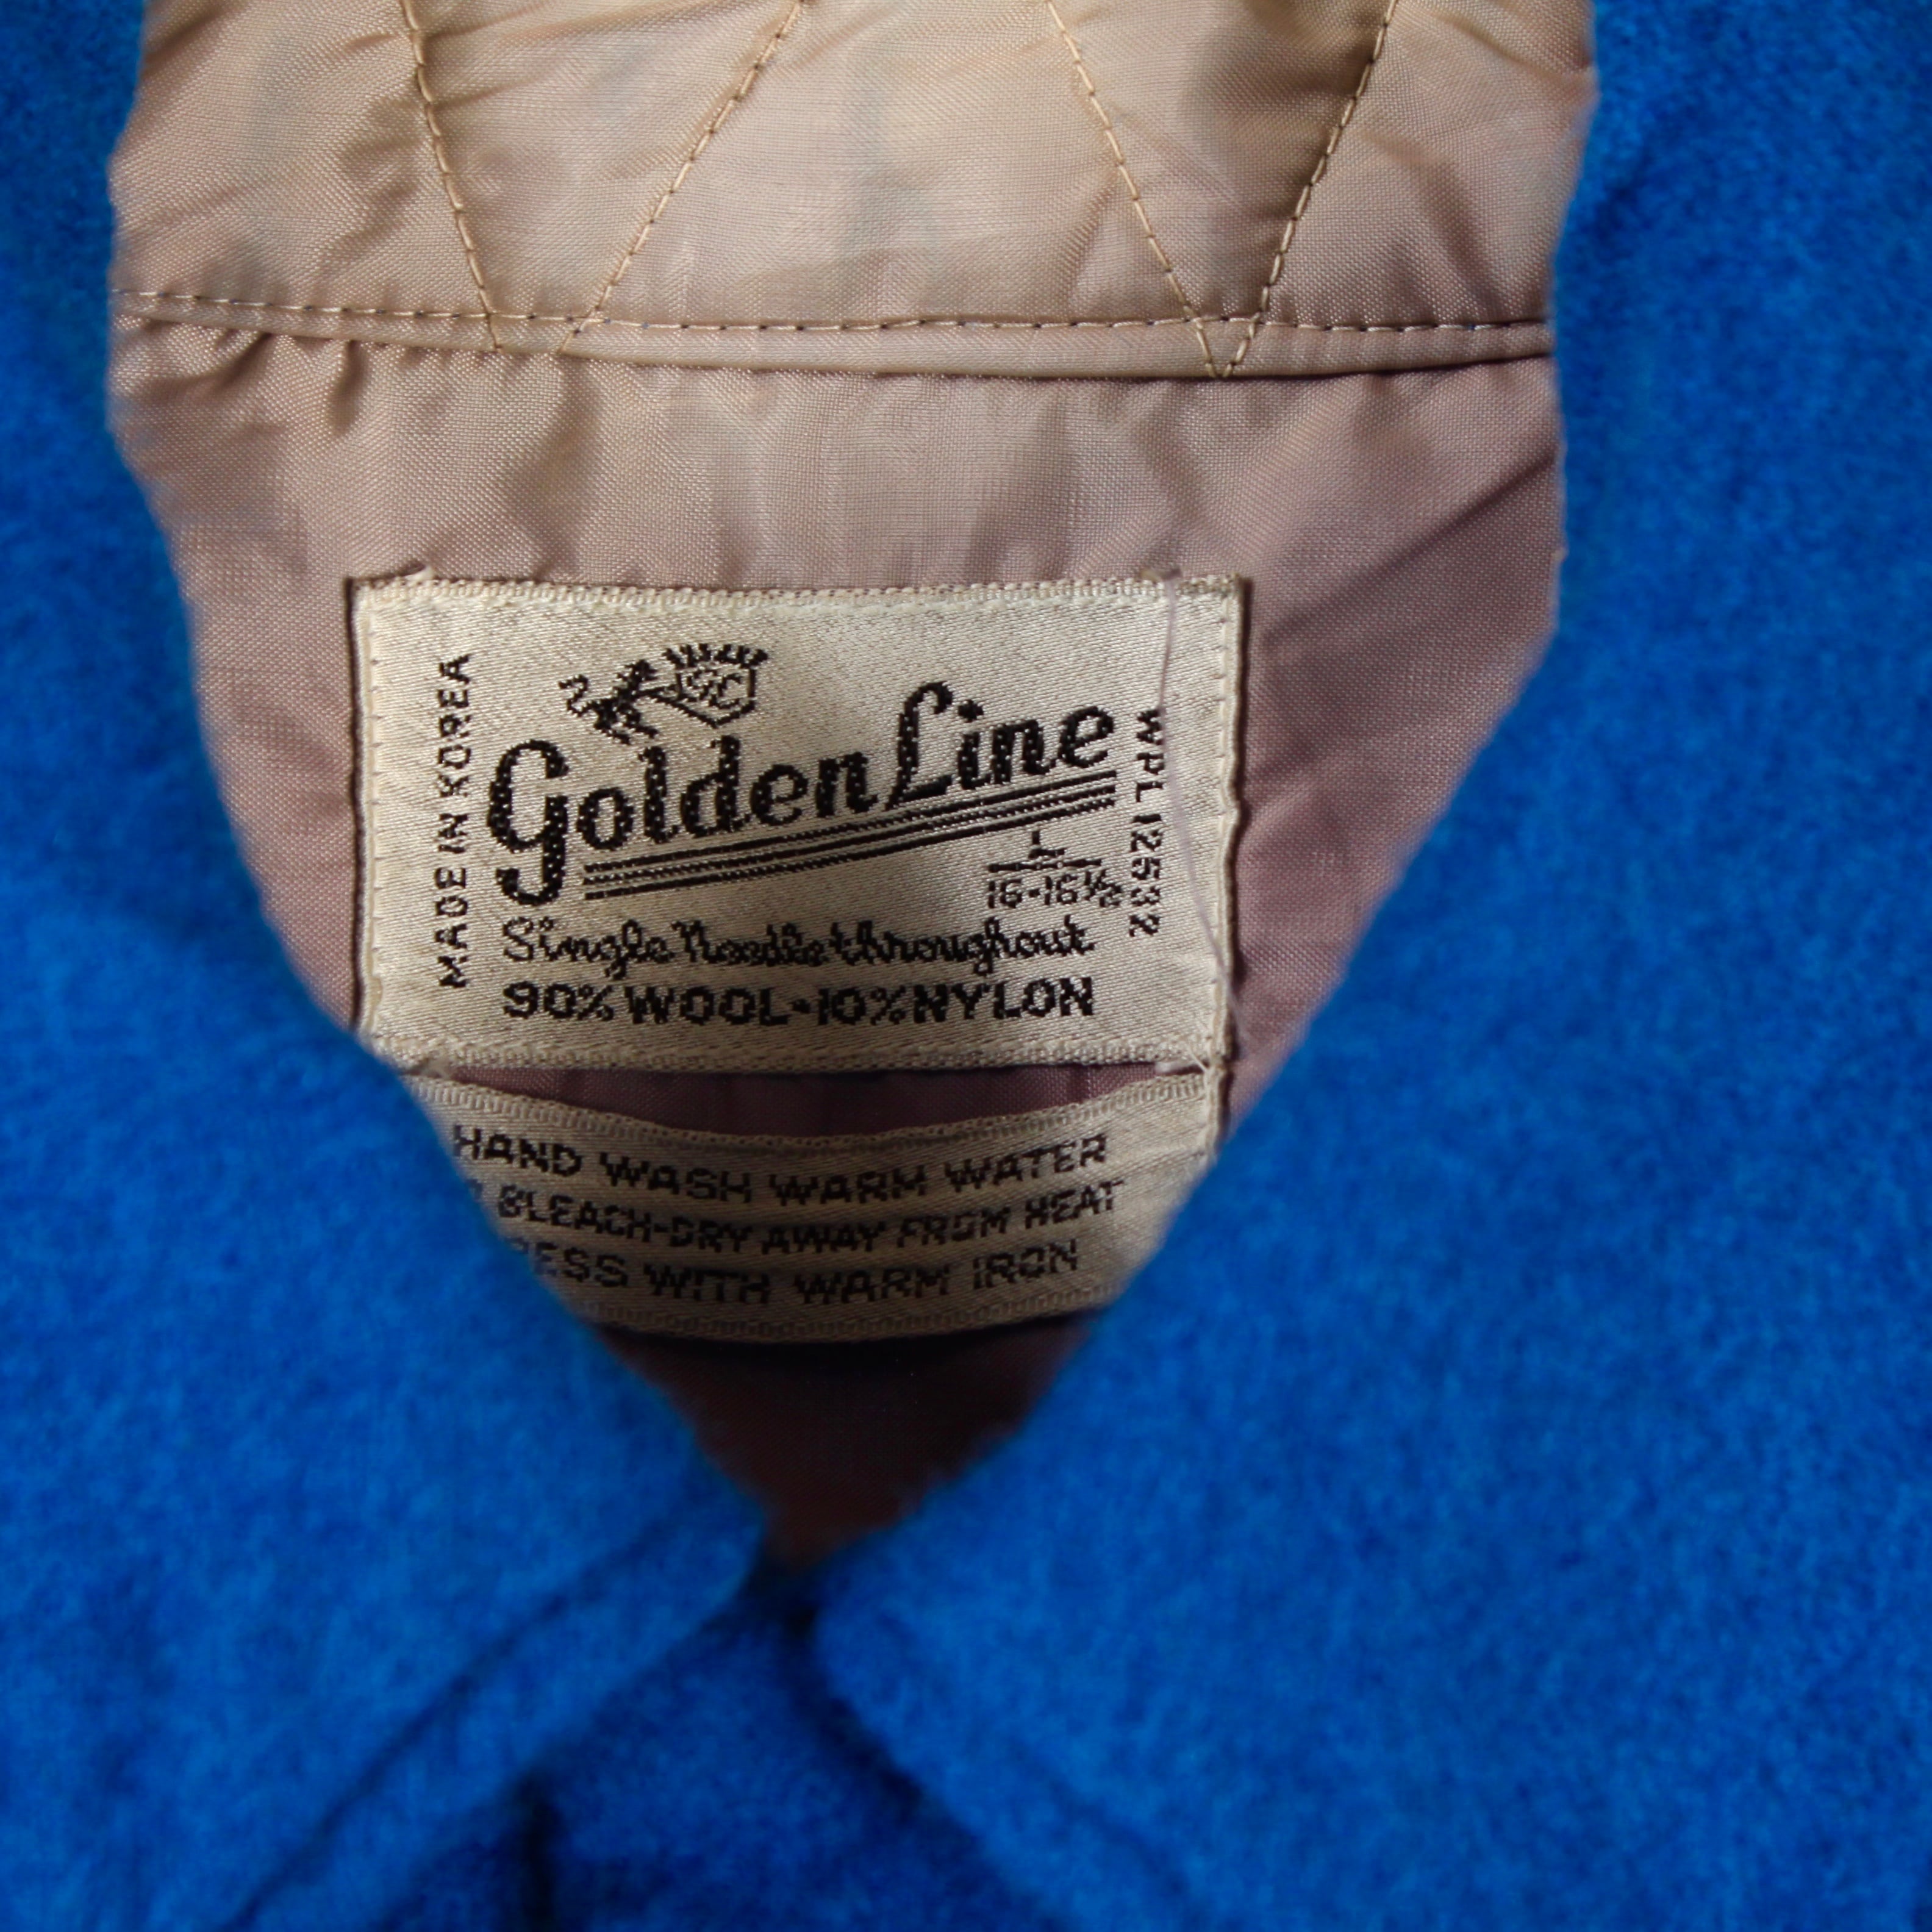 MADE IN KOREA
GC
Golden Line
WPL 12532
L
16-16½
Single Needle throughout
90% WOOL-10% NYLON
HAND WASH WARM WATER
BLEACH-DRY AWAY FROM HEAT
WITH WARM IRON